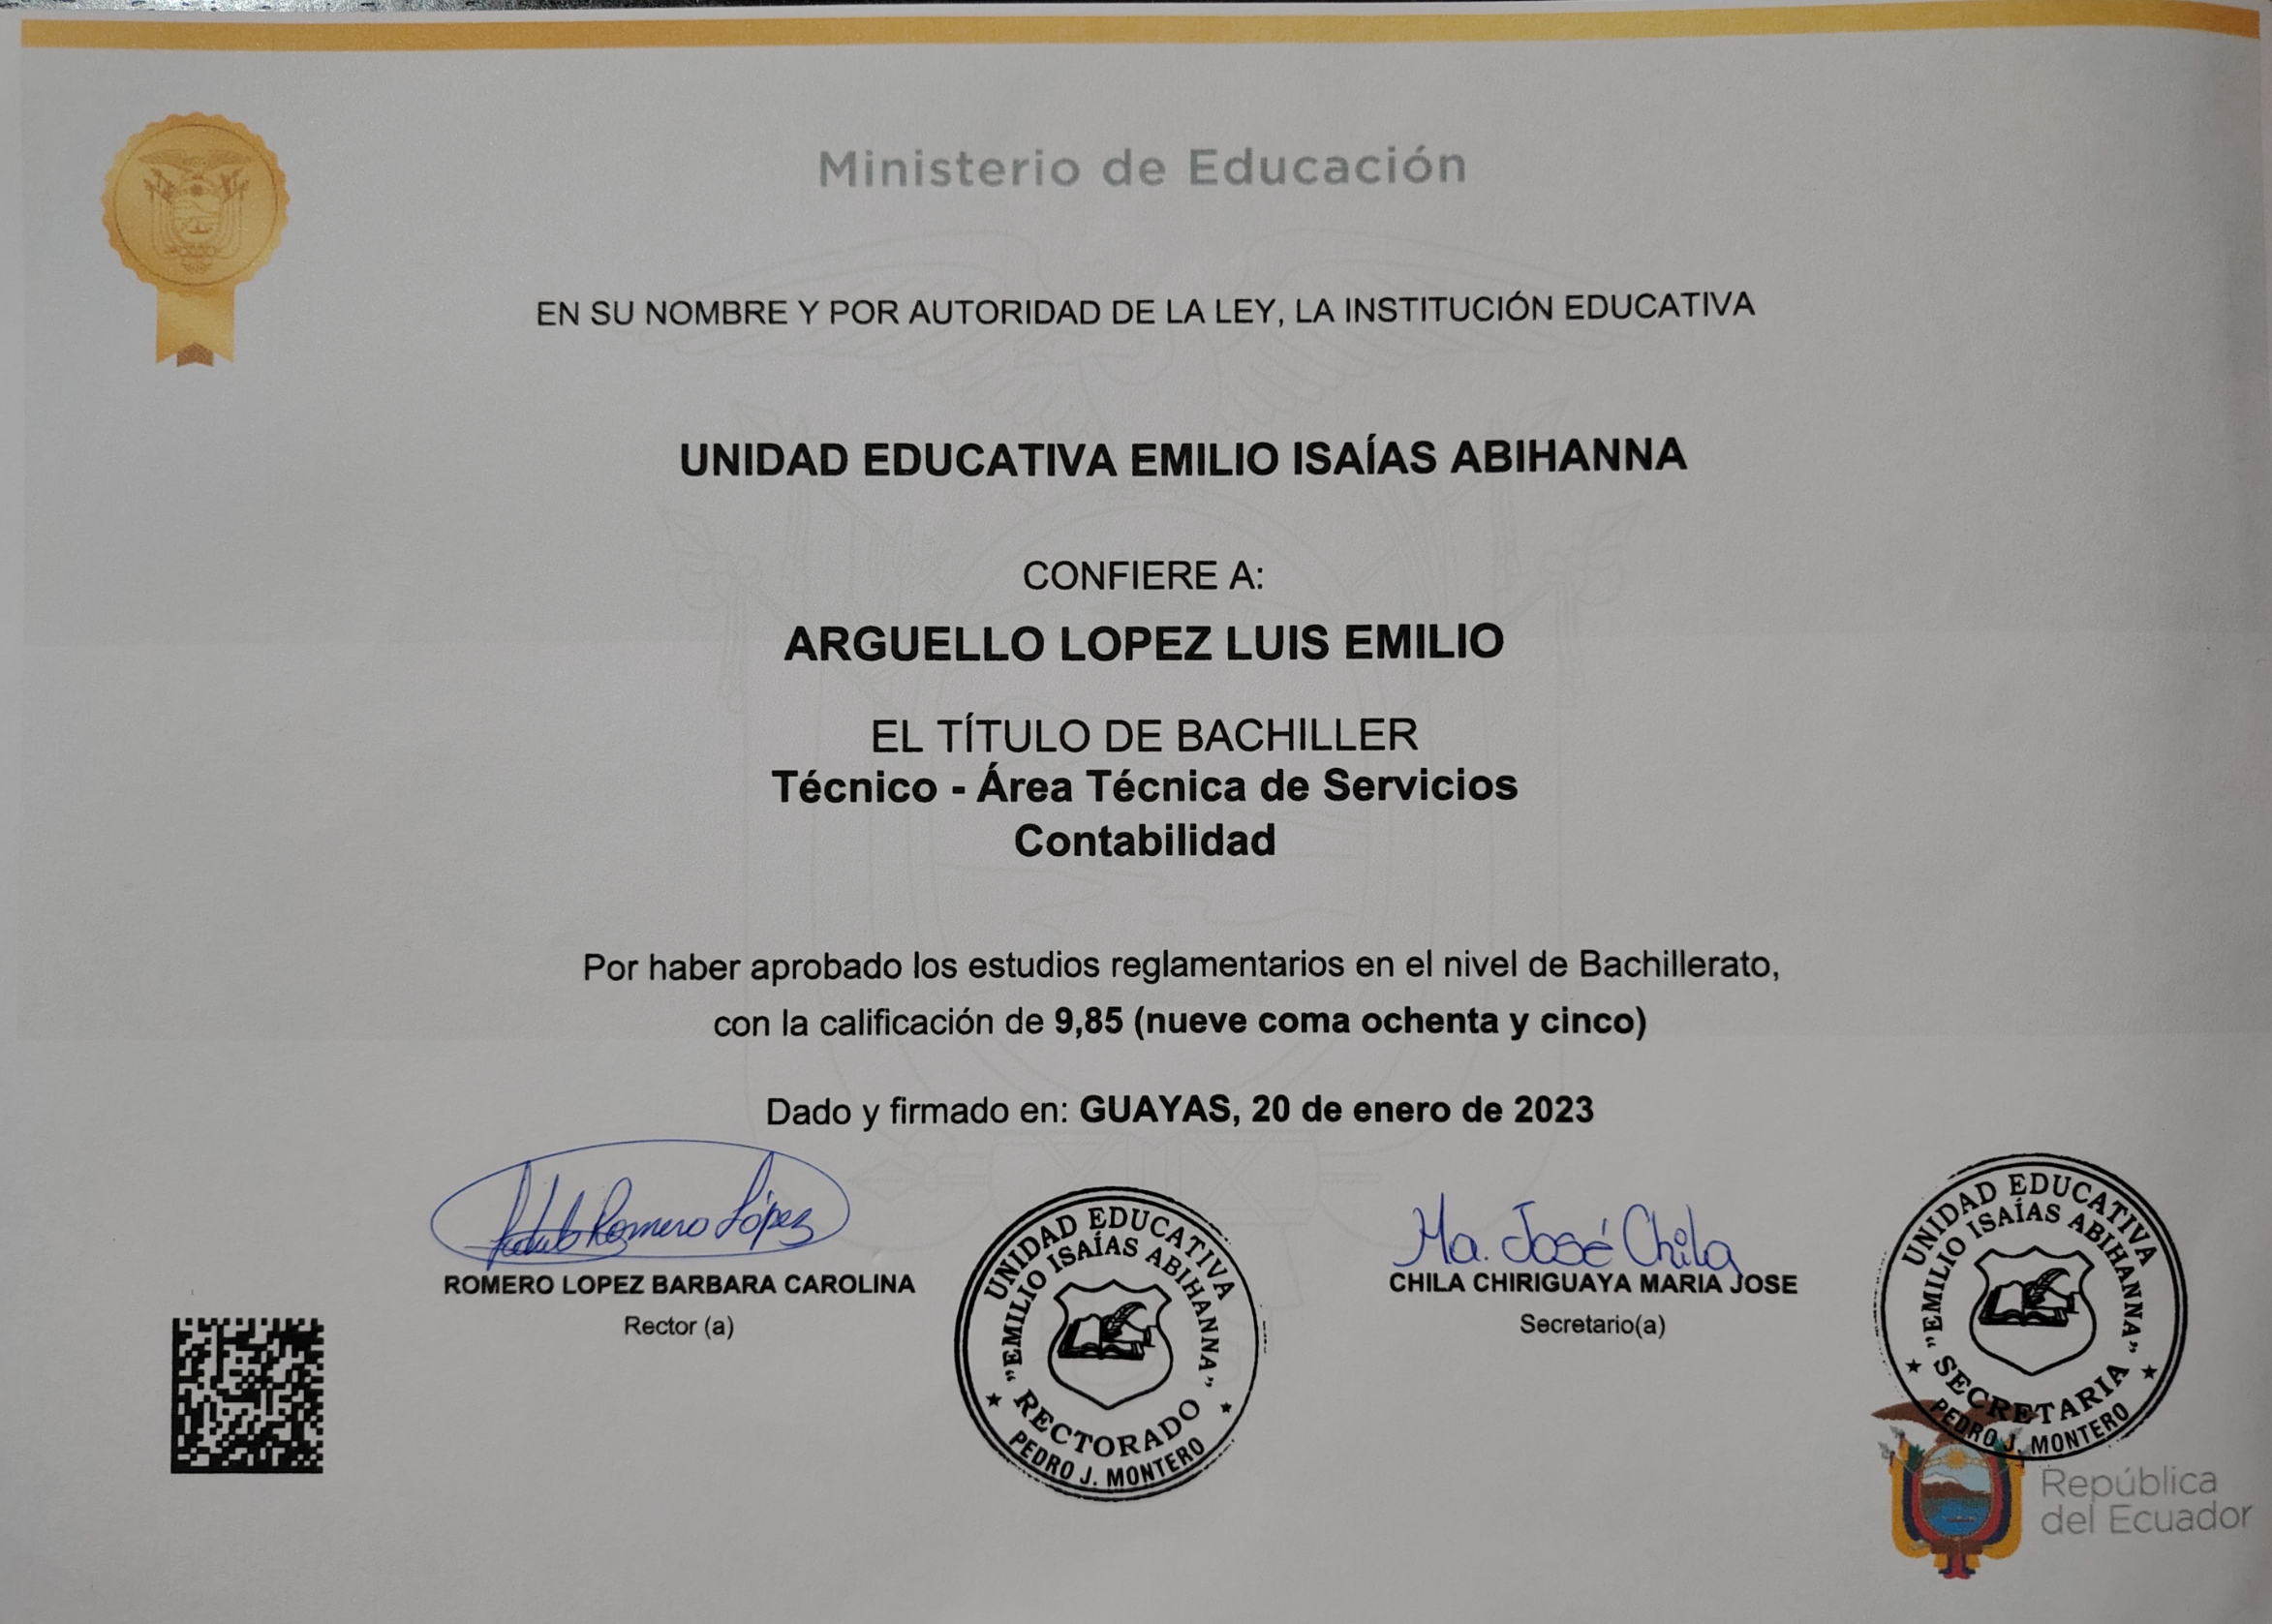 Ministerio de Educación
EN SU NOMBRE Y POR AUTORIDAD DE LA LEY, LA INSTITUCIÓN EDUCATIVA
UNIDAD EDUCATIVA EMILIO ISAÍAS ABIHANNA
CONFIERE A:
ARGUELLO LOPEZ LUIS EMILIO
EL TÍTULO DE BACHILLER
Técnico - Área Técnica de Servicios
Contabilidad
Por haber aprobado los estudios reglamentarios en el nivel de Bachillerato,
con la calificación de 9,85 (nueve coma ochenta y cinco)
Dado y firmado en: GUAYAS, 20 de enero de 2023
Romero López
ROMERO LOPEZ BARBARA CAROLINA
Rector (a)
UNIDAD EDUCATIVA
"EMILIO ISAÍAS ABIHANNA"
RECTORADO
PEDRO J. MONTERO
Ma. José Chila
CHILA CHIRIGUAYA MARIA JOSE
Secretario(a)
UNIDAD EDUCATIVA
"EMILIO ISAÍAS ABIHANNA"
SECRETARIA
PEDRO J. MONTERO
República
del Ecuador